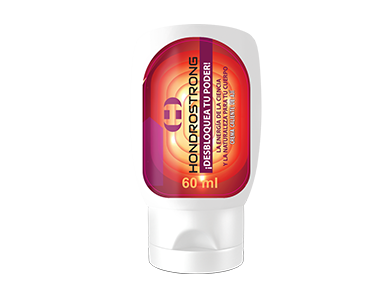 H
HONDROSTRONG
¡DESBLOQUEA TU PODER!
LA ENERGÍA DE LA CIENCIA
Y LA NATURALEZA PARA TU CUERPO
60 ml